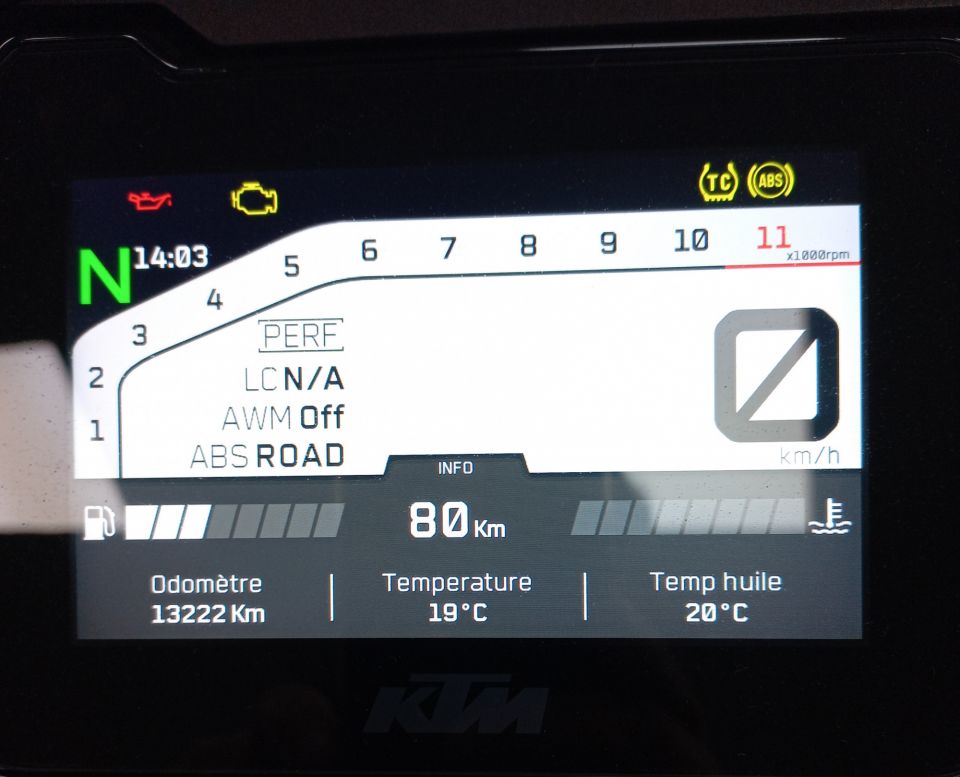 TC ABS
N 14:03
1 2 3 4 5 6 7 8 9 10 11
x1000rpm
PERF
LC N/A
AWM Off
ABS ROAD
0
km/h
INFO
80 Km
Odomètre Temperature Temp huile
13222 Km 19°C 20°C
KTM